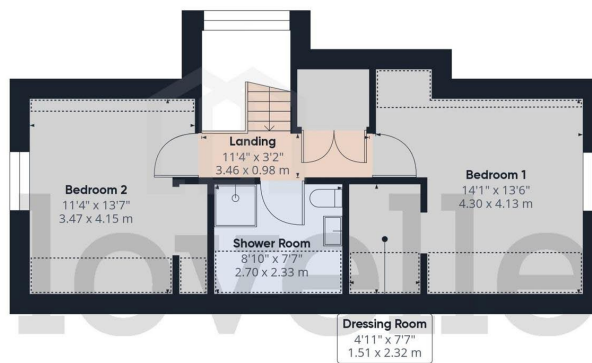 Landing
11'4" x 3'2"
3.46 x 0.98 m
Bedroom 2
11'4" x 13'7"
3.47 x 4.15 m
Bedroom 1
14'1" x 13'6"
4.30 x 4.13 m
Shower Room
8'10" x 7'7"
2.70 x 2.33 m
lovelle
Dressing Room
4'11" x 7'7"
1.51 x 2.32 m